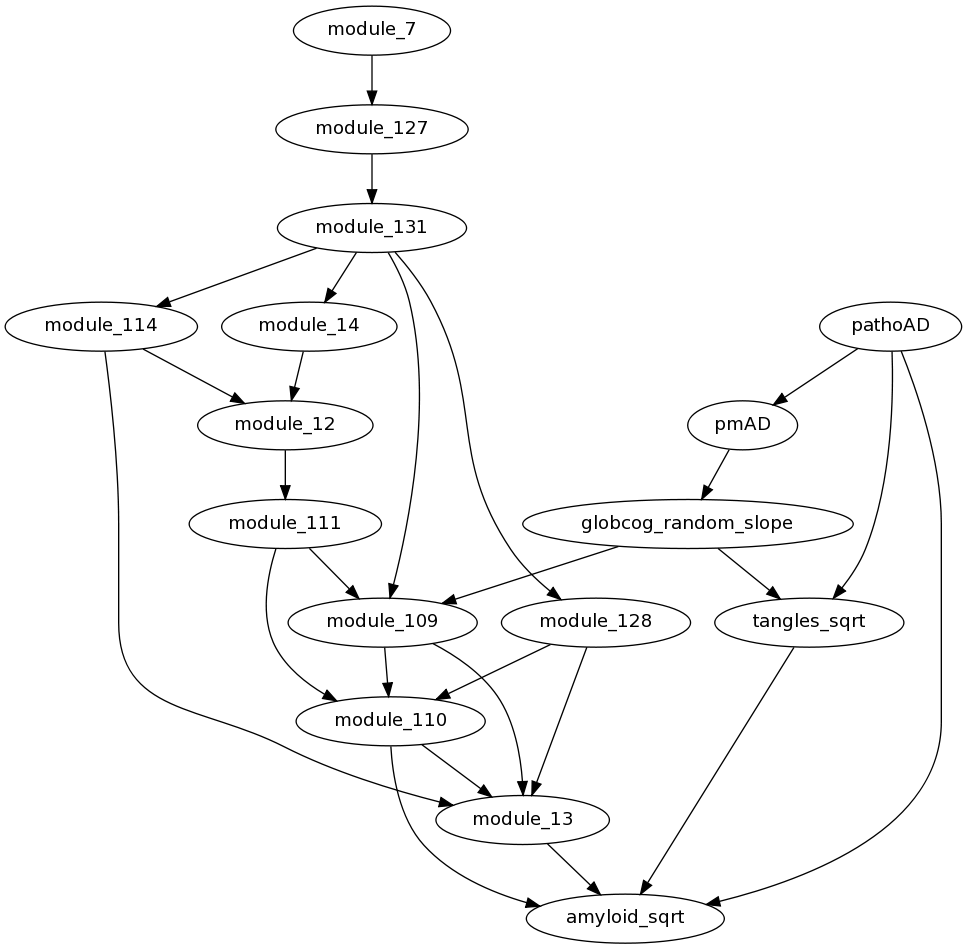 module_7
module_127
module_131
module_114
module_14
pathoAD
module_12
pmAD
module_111
globcog_random_slope
module_109
module_128
tangles_sqrt
module_110
module_13
amyloid_sqrt